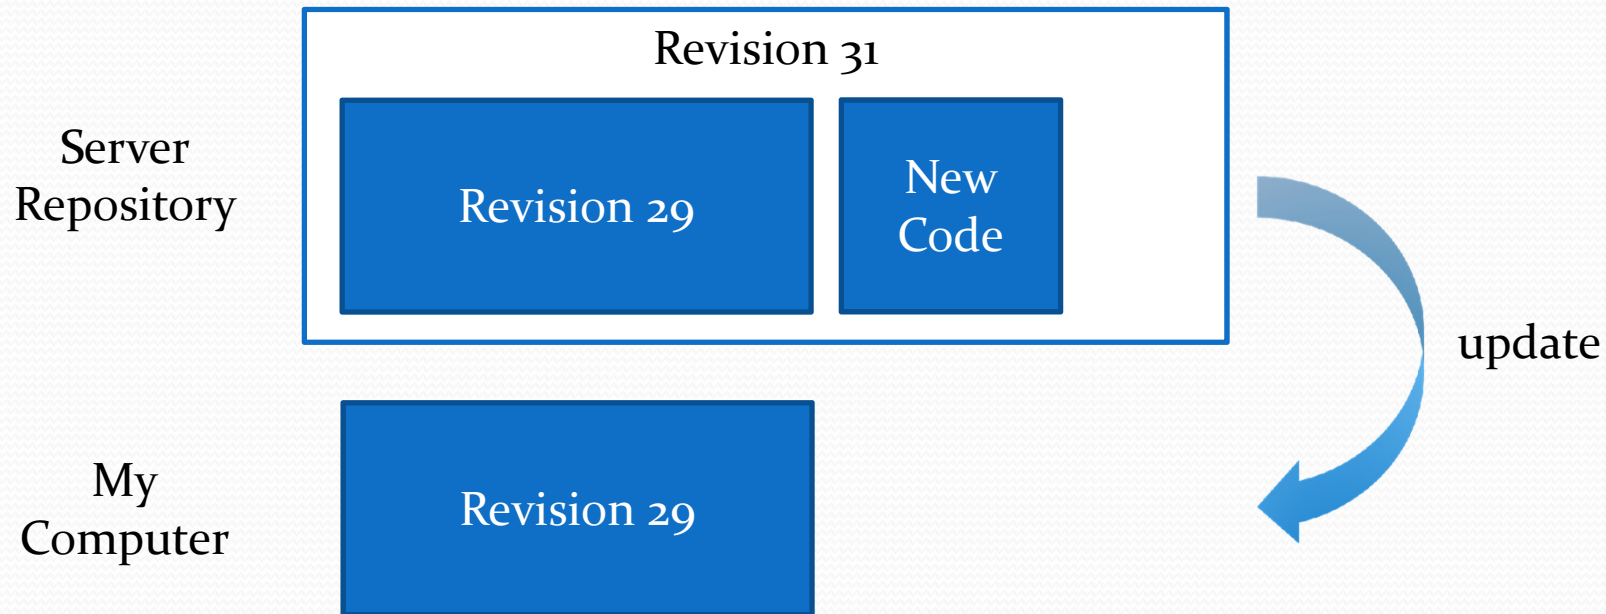 Revision 31
Server
Repository
Revision 29
New
Code
update
My
Computer
Revision 29